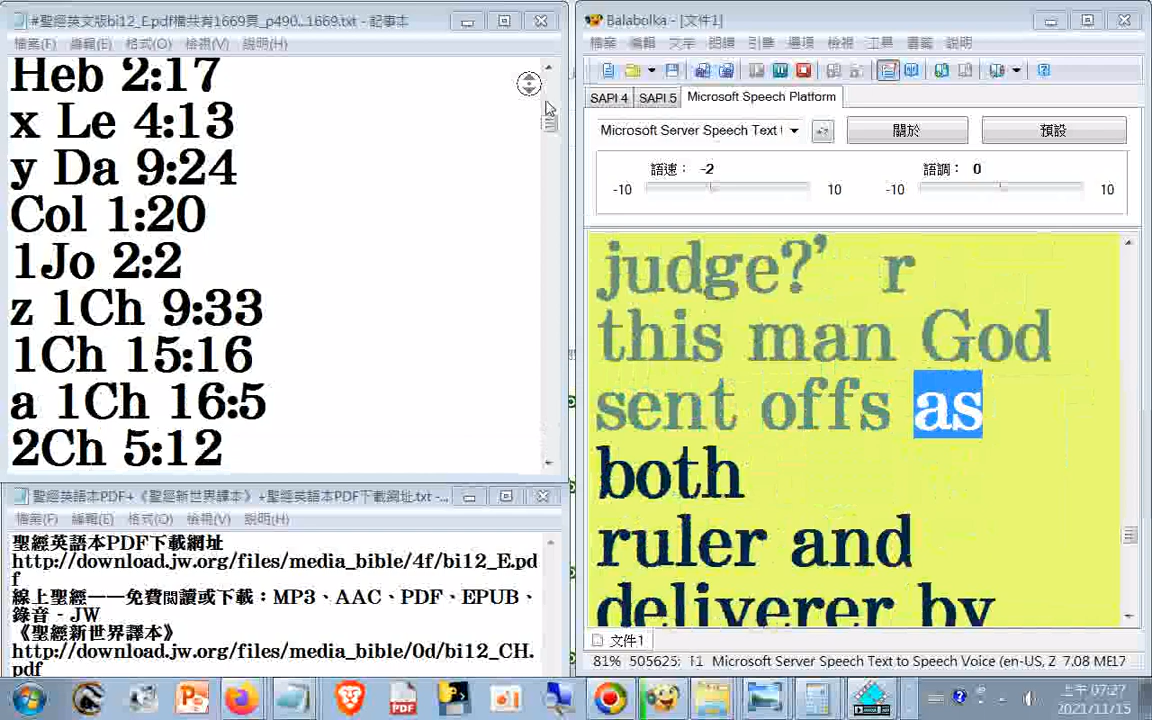 #聖經英文版bi12_E.pdf檔共有1669頁_p490...1669.txt - 記事本
檔案(F) 編輯(E) 格式(O) 檢視(V) 說明(H)
Heb 2:17
x Le 4:13
y Da 9:24
Col 1:20
1Jo 2:2
z 1Ch 9:33
1Ch 15:16
a 1Ch 16:5
2Ch 5:12
聖經英語本PDF+《聖經新世界譯本》+聖經英語本PDF下載網址.txt - ...
檔案(F) 編輯(E) 格式(O) 檢視(V) 說明(H)
聖經英語本PDF下載網址
http://download.jw.org/files/media_bible/4f/bi12_E.pd
f
線上聖經——免費閱讀或下載：MP3、AAC、PDF、EPUB、
錄音 - JW
《聖經新世界譯本》
http://download.jw.org/files/media_bible/0d/bi12_CH.
pdf
Balabolka - [文件1]
檔案 編輯 文字 朗讀 引擎 選項 檢視 工具 書籤 說明
SAPI 4 SAPI 5 Microsoft Speech Platform
Microsoft Server Speech Text 關於 預設
語速： -2 語調： 0
-10 10 -10 10
judge?’ r
this man God
sent offs as
both
ruler and
deliverer by
文件1
81% 505625: Microsoft Server Speech Text to Speech Voice (en-US, Z 7.08 ME
上午 07:27
2021/11/15